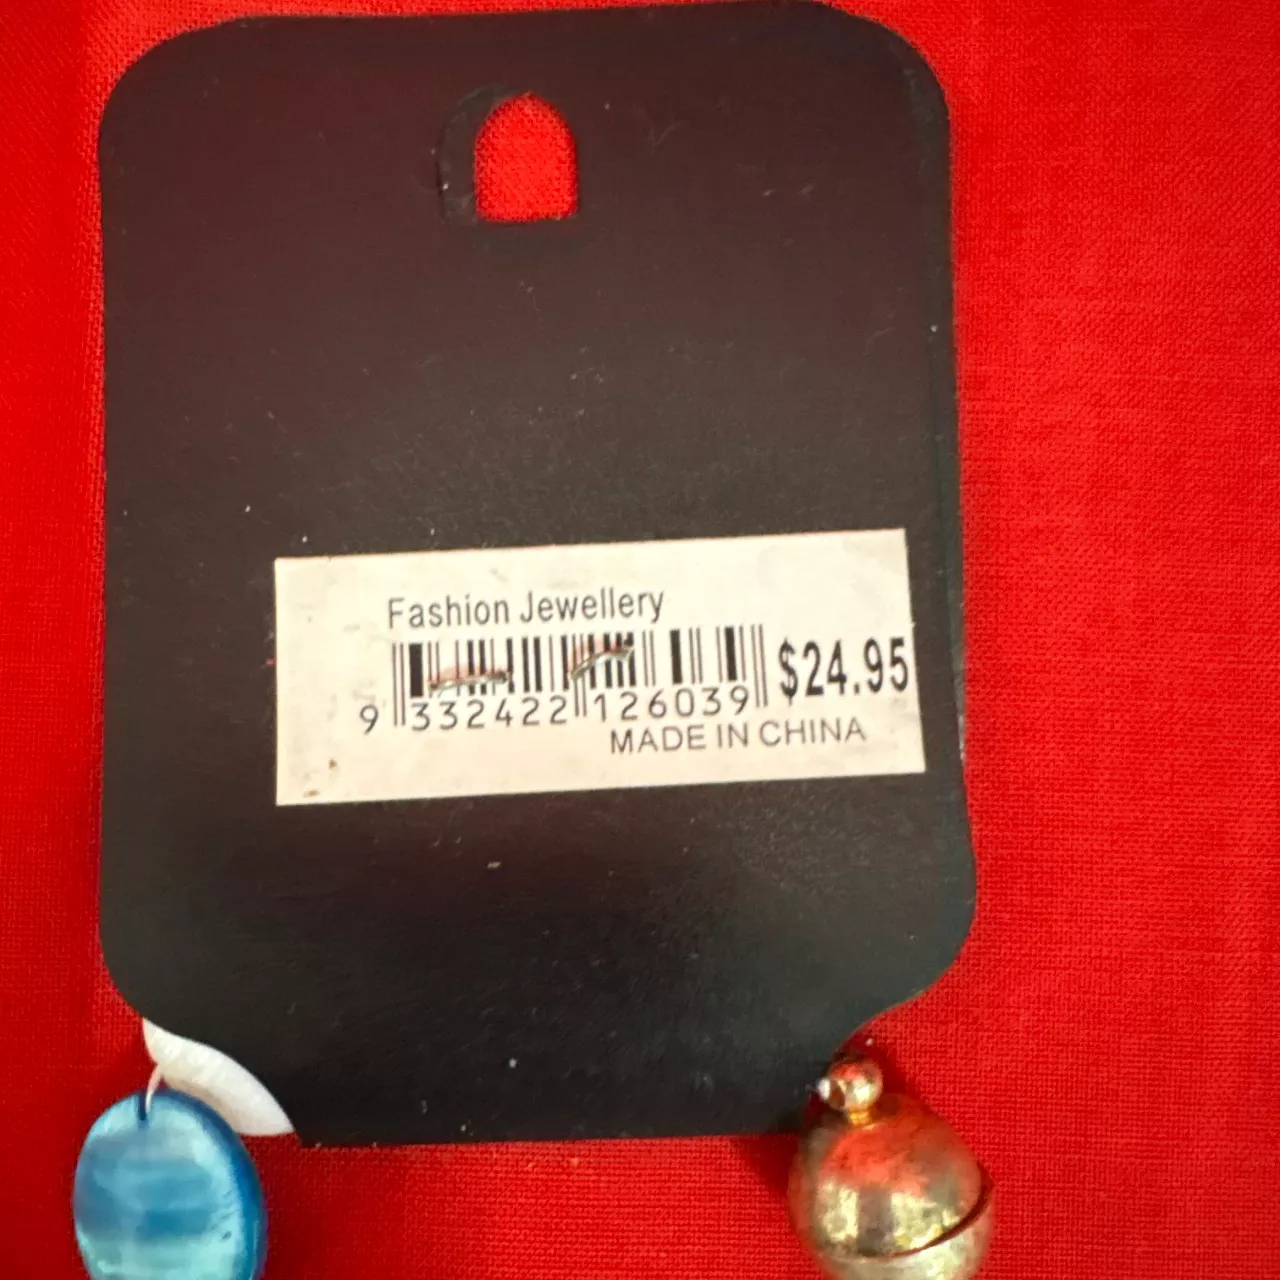 Fashion Jewellery
$24.95
9 332422 126039
MADE IN CHINA